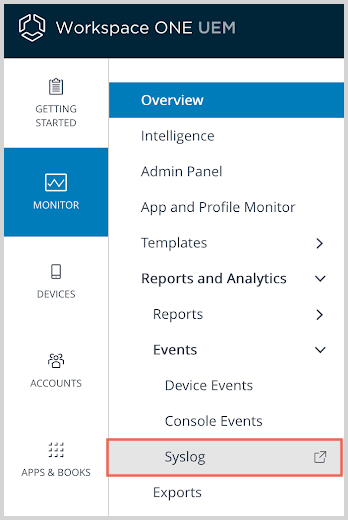 Workspace ONE UEM
GETTING
STARTED
MONITOR
DEVICES
ACCOUNTS
APPS & BOOKS
Overview
Intelligence
Admin Panel
App and Profile Monitor
Templates
Reports and Analytics
Reports
Events
Device Events
Console Events
Syslog
Exports